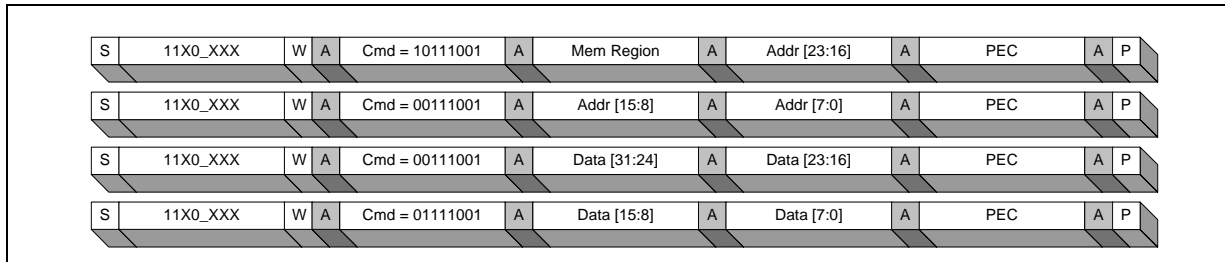 S 11X0_XXX W A Cmd = 10111001 A Mem Region A Addr [23:16] A PEC A P
S 11X0_XXX W A Cmd = 00111001 A Addr [15:8] A Addr [7:0] A PEC A P
S 11X0_XXX W A Cmd = 00111001 A Data [31:24] A Data [23:16] A PEC A P
S 11X0_XXX W A Cmd = 01111001 A Data [15:8] A Data [7:0] A PEC A P